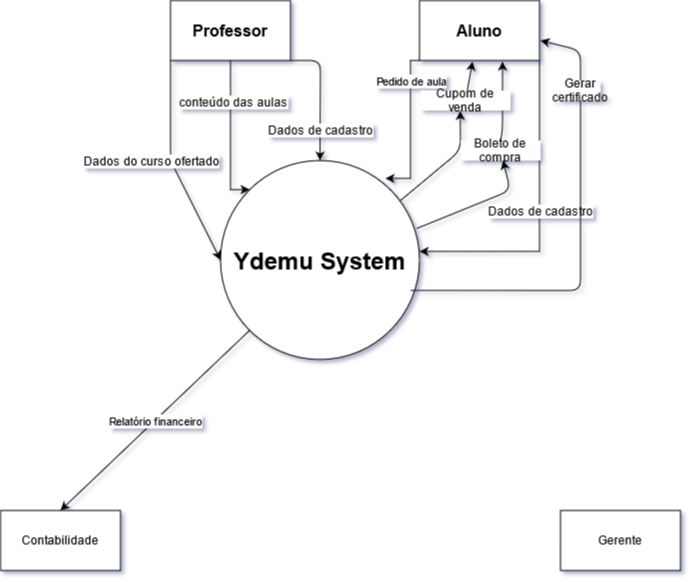 Professor
Aluno
Pedido de aula
Gerar
certificado
Cupom de
venda
conteúdo das aulas
Dados de cadastro
Boleto de
compra
Dados do curso ofertado
Dados de cadastro
Ydemu System
Relatório financeiro
Contabilidade
Gerente